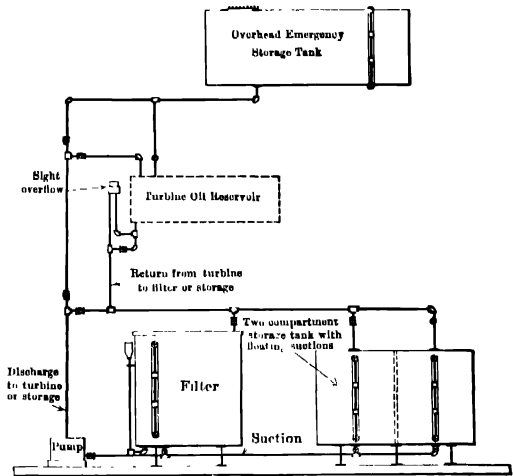 Overhead Emergency
Storage Tank
Sight
overflow
Turbine Oil Reservoir
Return from turbine
to filter or storage
Two compartment
storage tank with
floating suctions
Discharge
to turbine
or storage
Filter
Pump
Suction